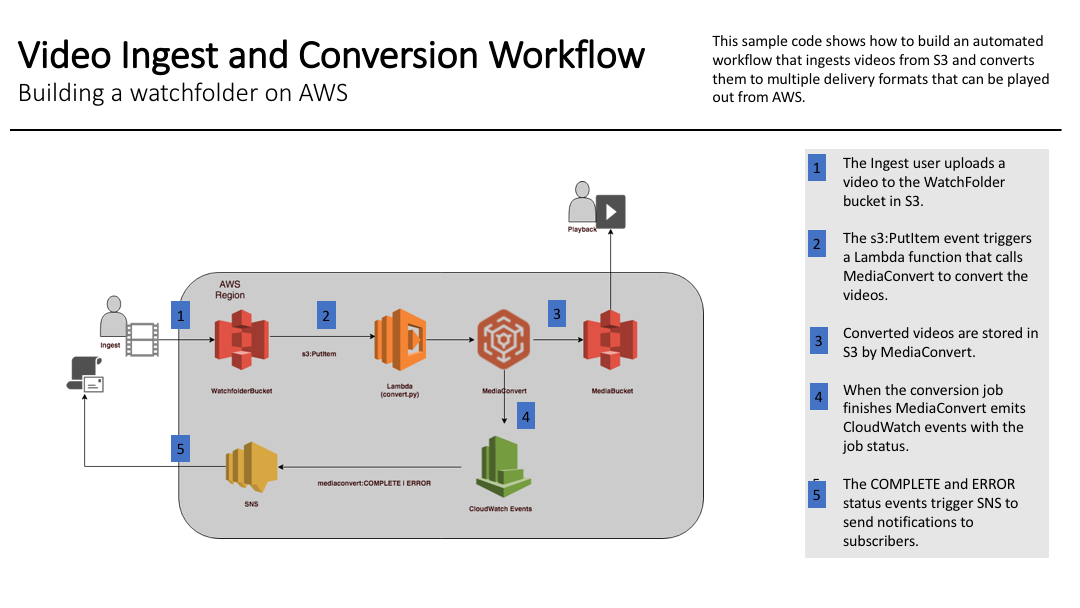 Video Ingest and Conversion Workflow
Building a watchfolder on AWS
This sample code shows how to build an automated
workflow that ingests videos from S3 and converts
them to multiple delivery formats that can be played
out from AWS.
Playback
AWS
Region
Ingest
1
2
3
s3:PutItem
WatchfolderBucket
Lambda
(convert.py)
MediaConvert
MediaBucket
4
5
mediaconvert:COMPLETE | ERROR
SNS
CloudWatch Events
1
The Ingest user uploads a
video to the WatchFolder
bucket in S3.
2
The s3:PutItem event triggers
a Lambda function that calls
MediaConvert to convert the
videos.
3
Converted videos are stored in
S3 by MediaConvert.
4
When the conversion job
finishes MediaConvert emits
CloudWatch events with the
job status.
5
The COMPLETE and ERROR
status events trigger SNS to
send notifications to
subscribers.